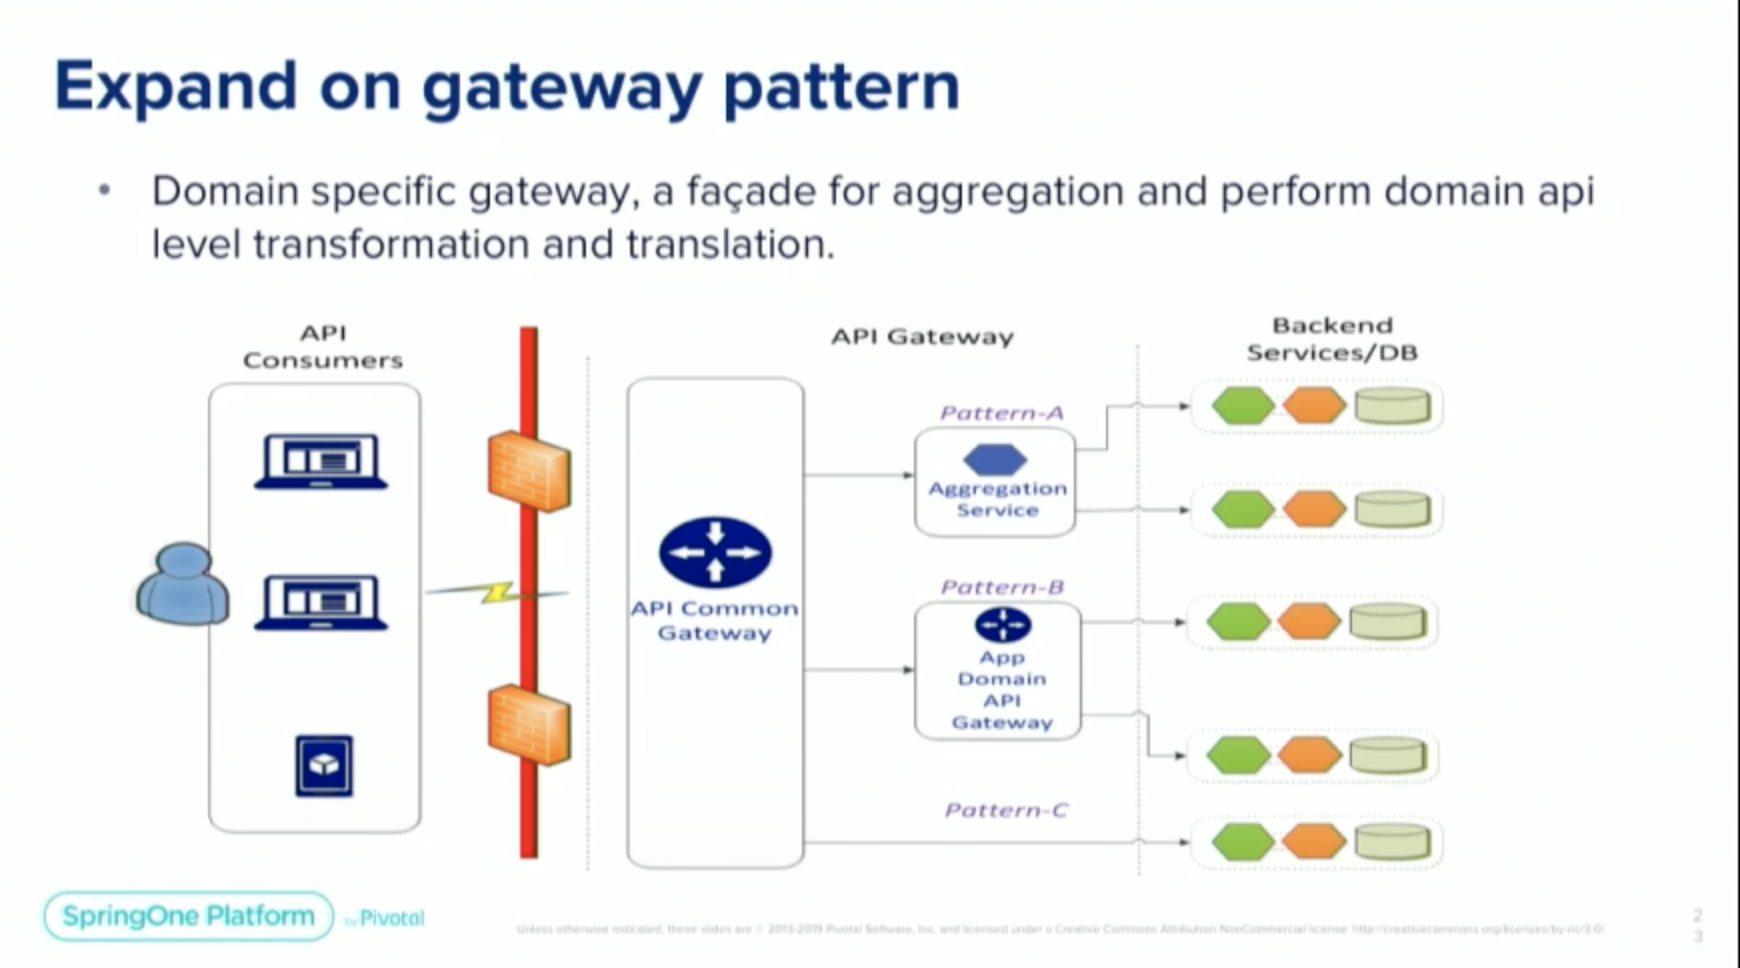 Expand on gateway pattern
• Domain specific gateway, a façade for aggregation and perform domain api
level transformation and translation.
API
Consumers
API Gateway
Backend
Services/DB
API Common
Gateway
Pattern-A
Aggregation
Service
Pattern-B
App
Domain
API
Gateway
Pattern-C
SpringOne Platform
by Pivotal
Unless otherwise indicated, these slides are © 2013-2019 Pivotal Software, Inc. and licensed under a Creative Commons Attribution-NonCommercial license: http://creativecommons.org/licenses/by-nc/3.0/
2
3